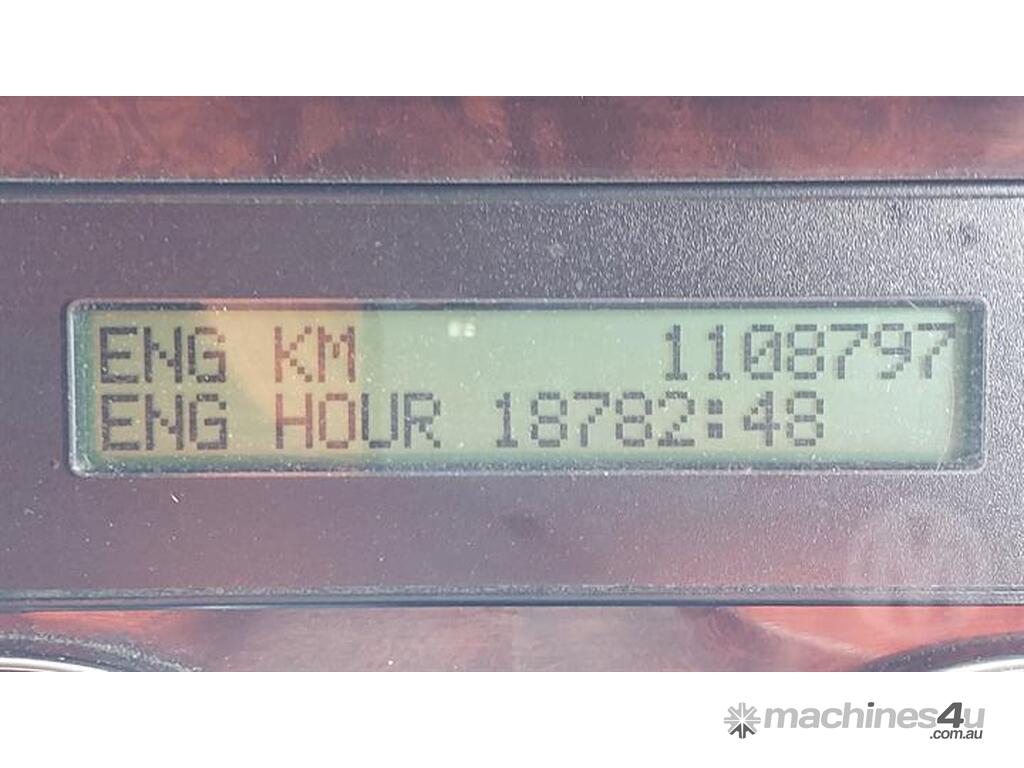 ENG KM 1108797
ENG HOUR 18782:48
machines4u
.com.au